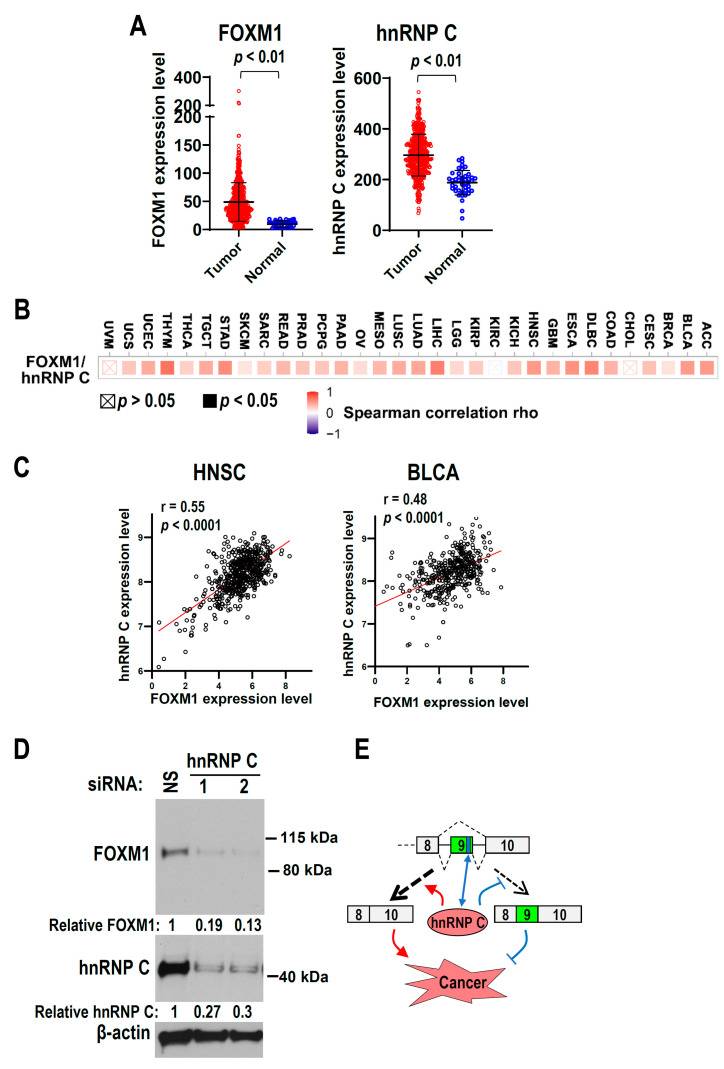 A
FOXM1
hnRNP C
p < 0.01
p < 0.01
FOXM1 expression level
400
200
200
150
100
50
0
Tumor
Normal
hnRNP C expression level
600
400
200
0
Tumor
Normal
B
UVM
UCS
UCEC
THYM
THCA
TGCT
STAD
SKCM
SARC
READ
PRAD
PCPG
PAAD
OV
MESO
LUSC
LUAD
LIHC
LGG
KIRP
KIRC
KICH
HNSC
GBM
ESCA
DLBC
COAD
CHOL
CESC
BRCA
BLCA
ACC
FOXM1/
hnRNP C
p > 0.05
p < 0.05
1
0
−1
Spearman correlation rho
C
HNSC
r = 0.55
p < 0.0001
hnRNP C expression level
9
8
7
6
0 2 4 6 8
FOXM1 expression level
BLCA
r = 0.48
p < 0.0001
hnRNP C expression level
9
8
7
6
0 2 4 6 8
FOXM1 expression level
D
siRNA:
NS
hnRNP C
1 2
FOXM1
115 kDa
80 kDa
Relative FOXM1: 1 0.19 0.13
hnRNP C
40 kDa
Relative hnRNP C: 1 0.27 0.3
β-actin
E
8 9 10
8 10
hnRNP C
8 9 10
Cancer